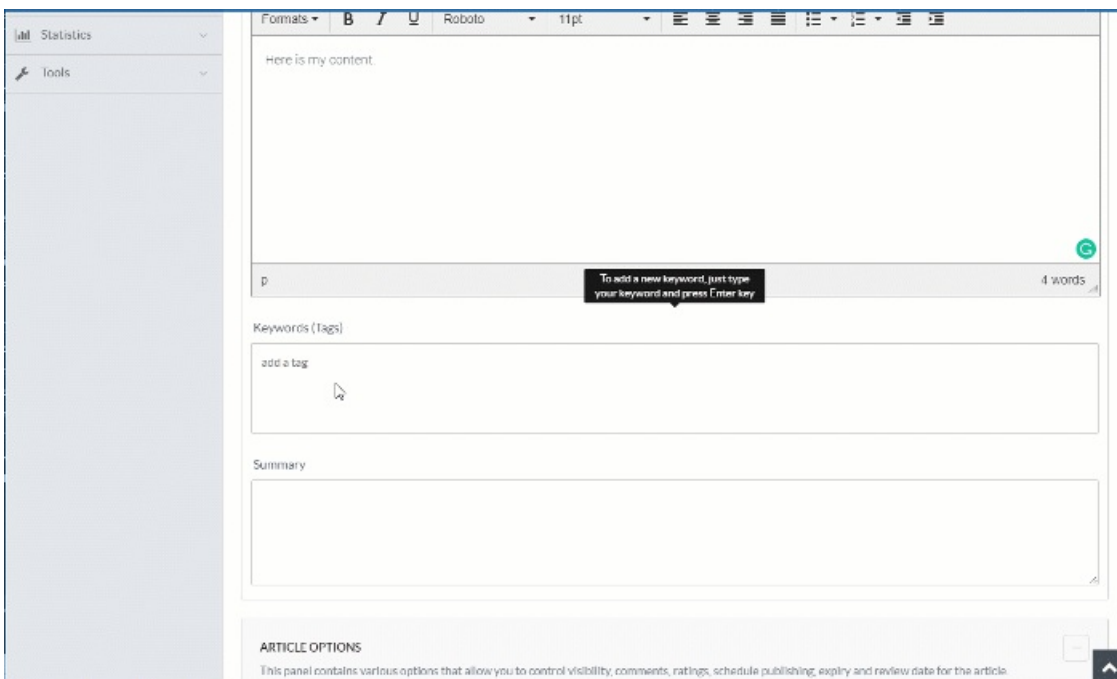 Formats B I U Roboto 11pt
Statistics
Here is my content.
Tools
p
To add a new keyword, just type
your keyword and press Enter key
4 words
Keywords (Tags)
add a tag
Summary
ARTICLE OPTIONS
This panel contains various options that allow you to control visibility, comments, ratings, schedule publishing, expiry and review date for the article.